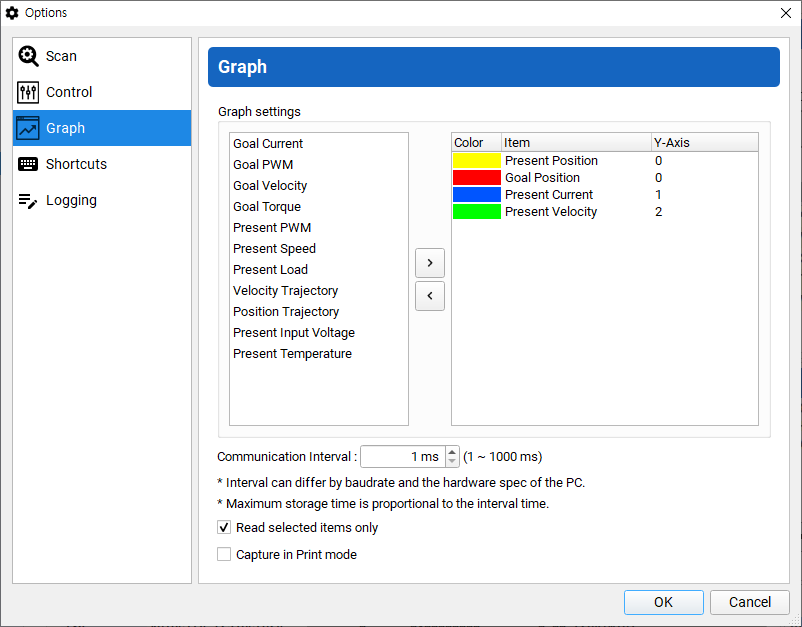 Options
Scan
Control
Graph
Shortcuts
Logging
Graph
Graph settings
Goal Current
Goal PWM
Goal Velocity
Goal Torque
Present PWM
Present Speed
Present Load
Velocity Trajectory
Position Trajectory
Present Input Voltage
Present Temperature
>
<
Color Item Y-Axis
Present Position 0
Goal Position 0
Present Current 1
Present Velocity 2
Communication Interval : 1 ms (1 ~ 1000 ms)
* Interval can differ by baudrate and the hardware spec of the PC.
* Maximum storage time is proportional to the interval time.
Read selected items only
Capture in Print mode
OK Cancel